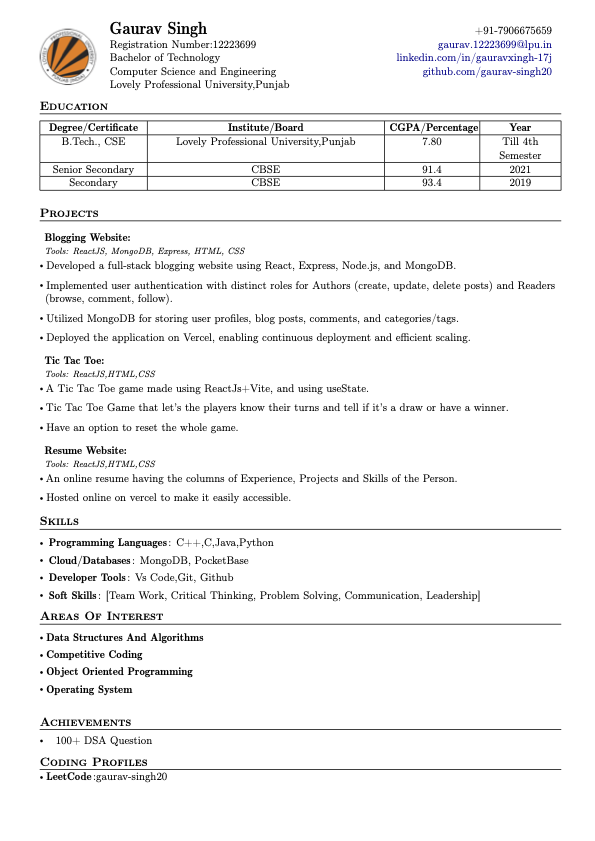 Gaurav Singh
Registration Number:12223699
Bachelor of Technology
Computer Science and Engineering
Lovely Professional University,Punjab
+91-7906675659
gaurav.12223699@lpu.in
linkedin.com/in/gauravxingh-17j
github.com/gaurav-singh20
EDUCATION
Degree/Certificate Institute/Board CGPA/Percentage Year
B.Tech., CSE Lovely Professional University,Punjab 7.80 Till 4th
Semester
Senior Secondary CBSE 91.4 2021
Secondary CBSE 93.4 2019
PROJECTS
Blogging Website:
Tools: ReactJS, MongoDB, Express, HTML, CSS
• Developed a full-stack blogging website using React, Express, Node.js, and MongoDB.
• Implemented user authentication with distinct roles for Authors (create, update, delete posts) and Readers
(browse, comment, follow).
• Utilized MongoDB for storing user profiles, blog posts, comments, and categories/tags.
• Deployed the application on Vercel, enabling continuous deployment and efficient scaling.
Tic Tac Toe:
Tools: ReactJS,HTML,CSS
• A Tic Tac Toe game made using ReactJs+Vite, and using useState.
• Tic Tac Toe Game that let's the players know their turns and tell if it's a draw or have a winner.
• Have an option to reset the whole game.
Resume Website:
Tools: ReactJS,HTML,CSS
• An online resume having the columns of Experience, Projects and Skills of the Person.
• Hosted online on vercel to make it easily accessible.
SKILLS
• Programming Languages: C++,C,Java,Python
• Cloud/Databases: MongoDB, PocketBase
• Developer Tools: Vs Code,Git, Github
• Soft Skills: [Team Work, Critical Thinking, Problem Solving, Communication, Leadership]
AREAS OF INTEREST
• Data Structures And Algorithms
• Competitive Coding
• Object Oriented Programming
• Operating System
ACHIEVEMENTS
• 100+ DSA Question
CODING PROFILES
• LeetCode:gaurav-singh20